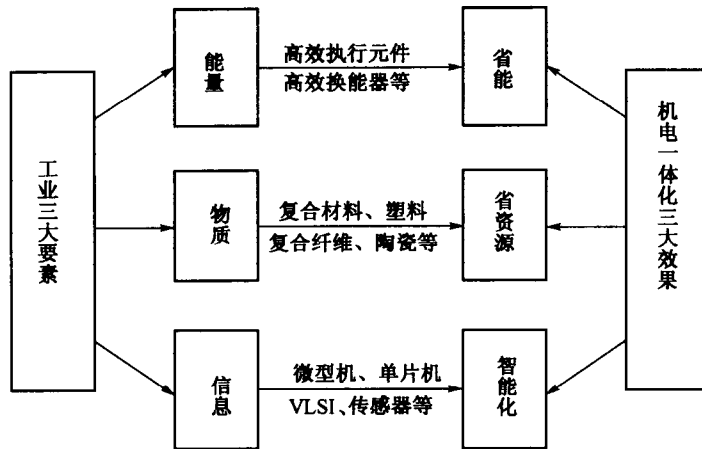 工业三大要素
能量
高效执行元件
高效换能器等
省能
物质
复合材料、塑料
复合纤维、陶瓷等
省资源
信息
微型机、单片机
VLSI、传感器等
智能化
机电一体化三大效果